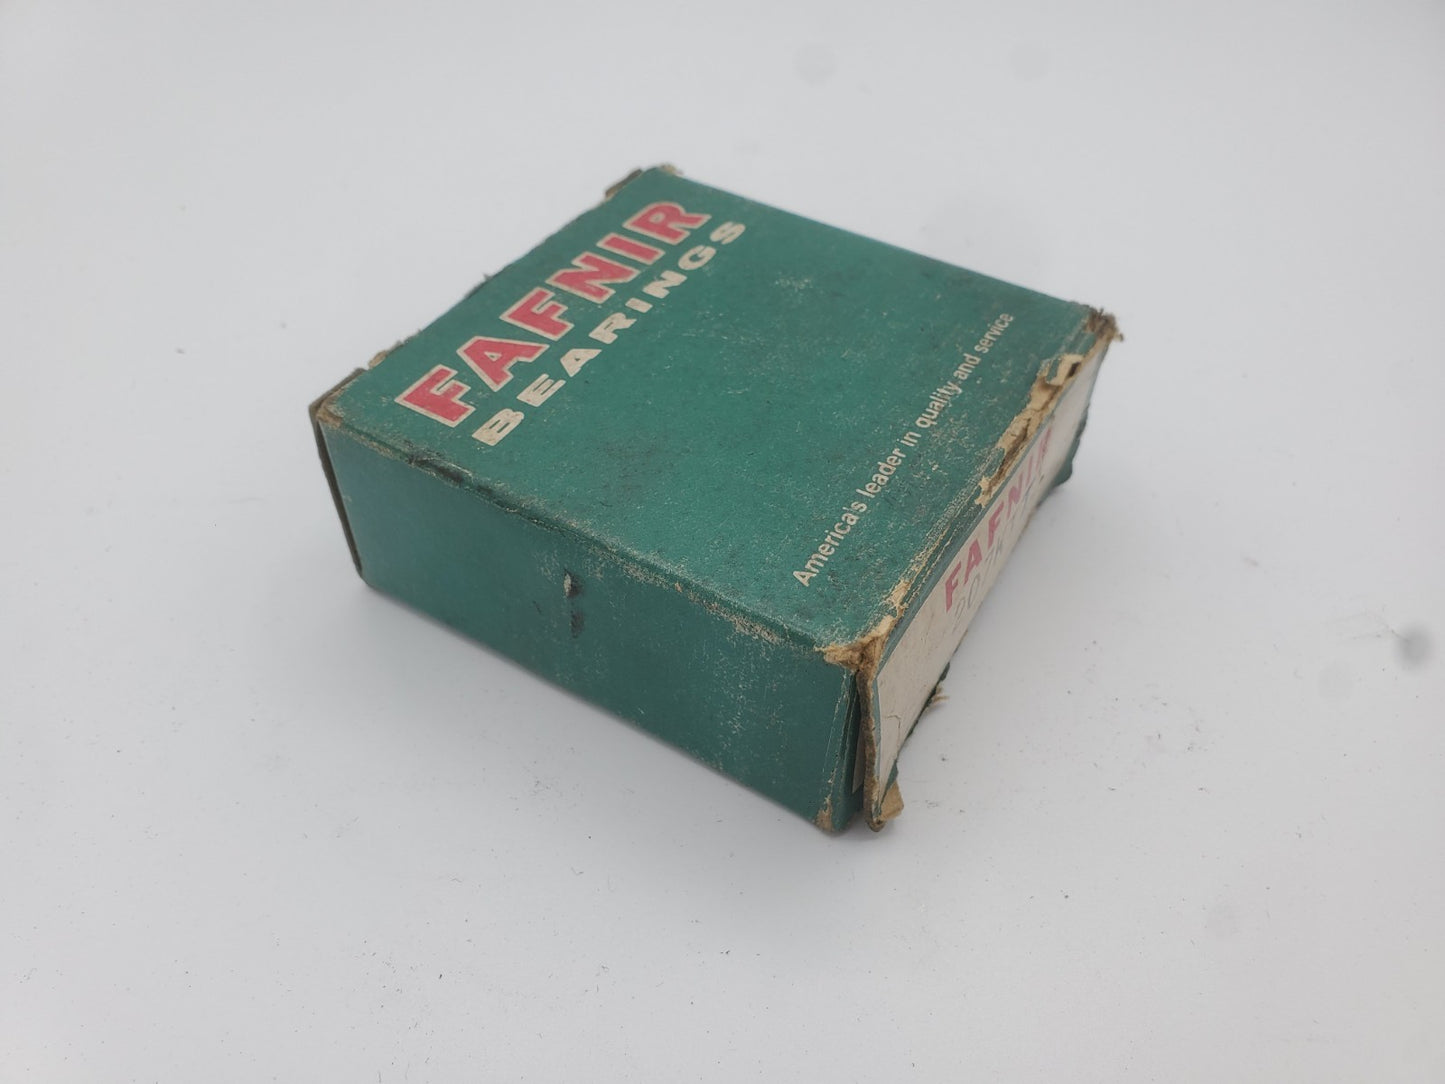 FAFNIR
BEARINGS
America's leader in quality and service
FAFNIR